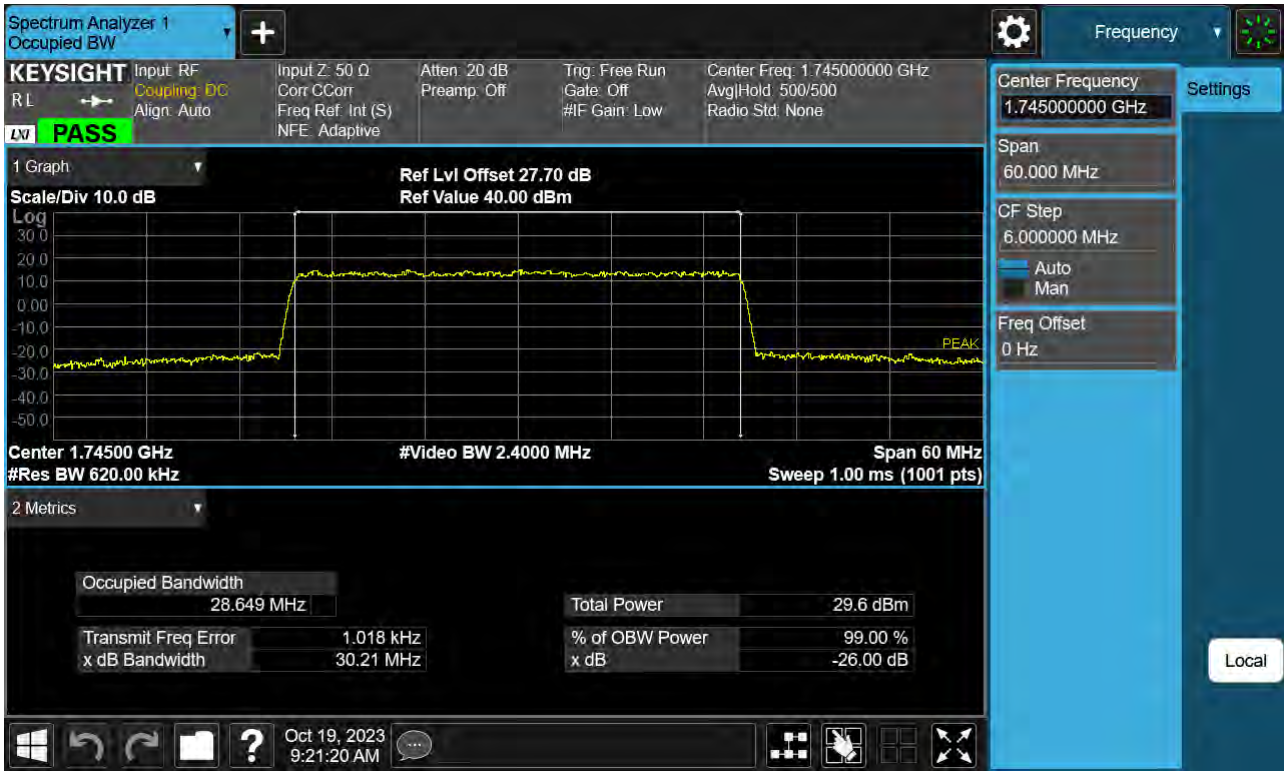 Spectrum Analyzer 1
Occupied BW
+
Frequency
KEYSIGHT
R L
LXI PASS
Input: RF
Coupling: DC
Align: Auto
Input Z: 50 Ω
Corr CCorr
Freq Ref: Int (S)
NFE: Adaptive
Atten: 20 dB
Preamp: Off
Trig: Free Run
Gate: Off
#IF Gain: Low
Center Freq: 1.745000000 GHz
Avg|Hold: 500/500
Radio Std: None
Center Frequency
1.745000000 GHz
Settings
Span
60.000 MHz
CF Step
6.000000 MHz
Auto
Man
Freq Offset
0 Hz
Local
1 Graph
Scale/Div 10.0 dB
Ref Lvl Offset 27.70 dB
Ref Value 40.00 dBm
Log
30.0
20.0
10.0
0.00
-10.0
-20.0
-30.0
-40.0
-50.0
PEAK
Center 1.74500 GHz
#Video BW 2.4000 MHz
Span 60 MHz
#Res BW 620.00 kHz
Sweep 1.00 ms (1001 pts)
2 Metrics
Occupied Bandwidth
28.649 MHz
Total Power 29.6 dBm
Transmit Freq Error 1.018 kHz
% of OBW Power 99.00 %
x dB Bandwidth 30.21 MHz
x dB -26.00 dB
?
Oct 19, 2023
9:21:20 AM